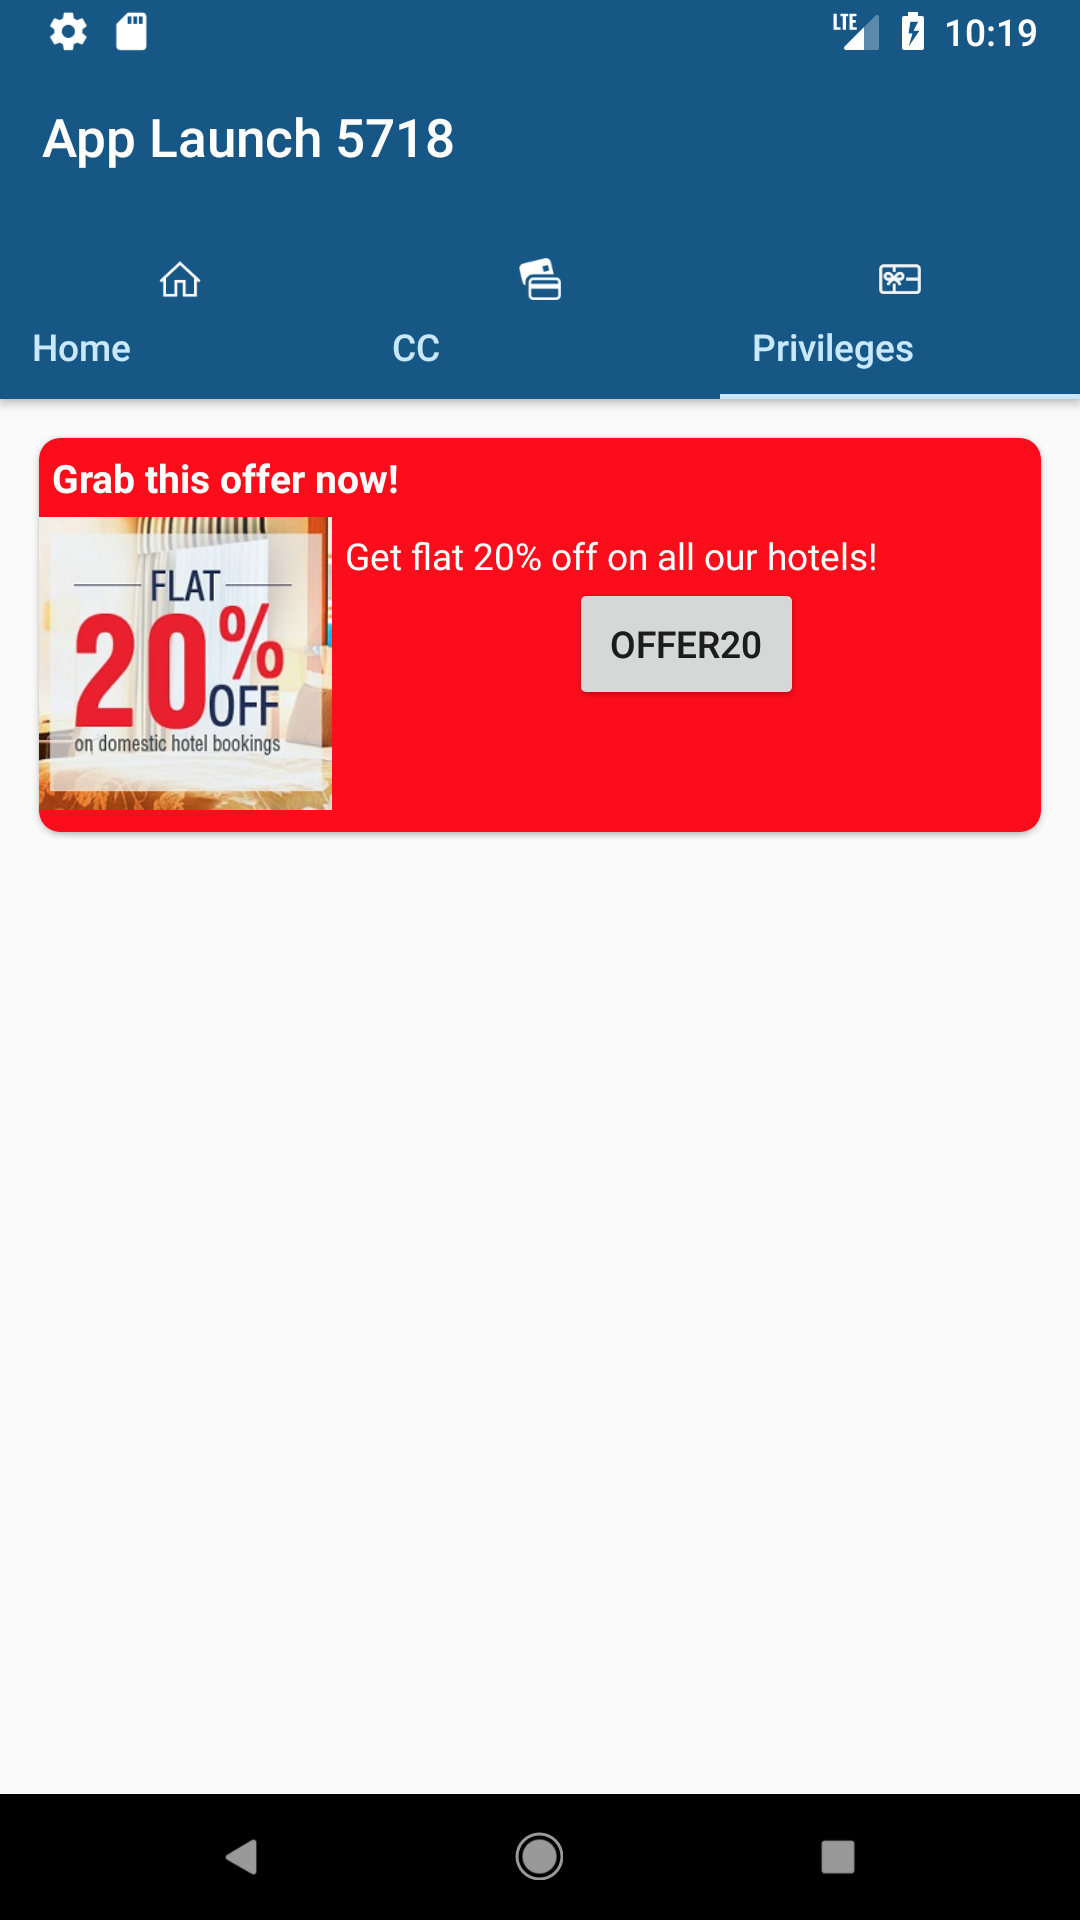 LTE 10:19
App Launch 5718
Home CC Privileges
Grab this offer now!
Get flat 20% off on all our hotels!
OFFER20
FLAT
20% OFF
on domestic hotel bookings